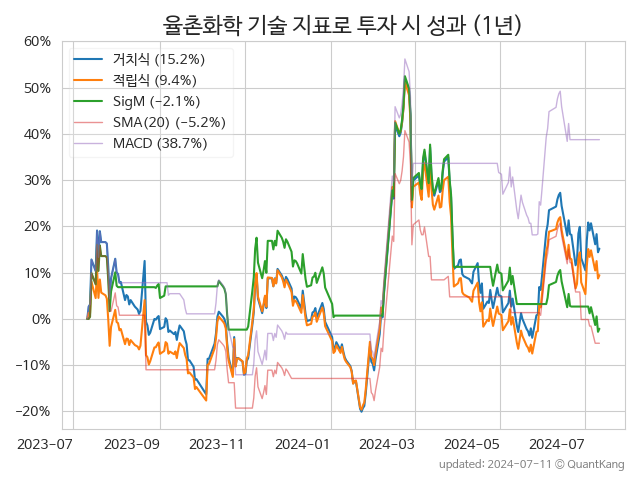 율촌화학 기술 지표로 투자 시 성과 (1년)
60%
50%
40%
30%
20%
10%
0%
−10%
−20%
거치식 (15.2%)
적립식 (9.4%)
SigM (−2.1%)
SMA(20) (−5.2%)
MACD (38.7%)
2023-07 2023-09 2023-11 2024-01 2024-03 2024-05 2024-07
updated: 2024-07-11 ⓒ QuantKang